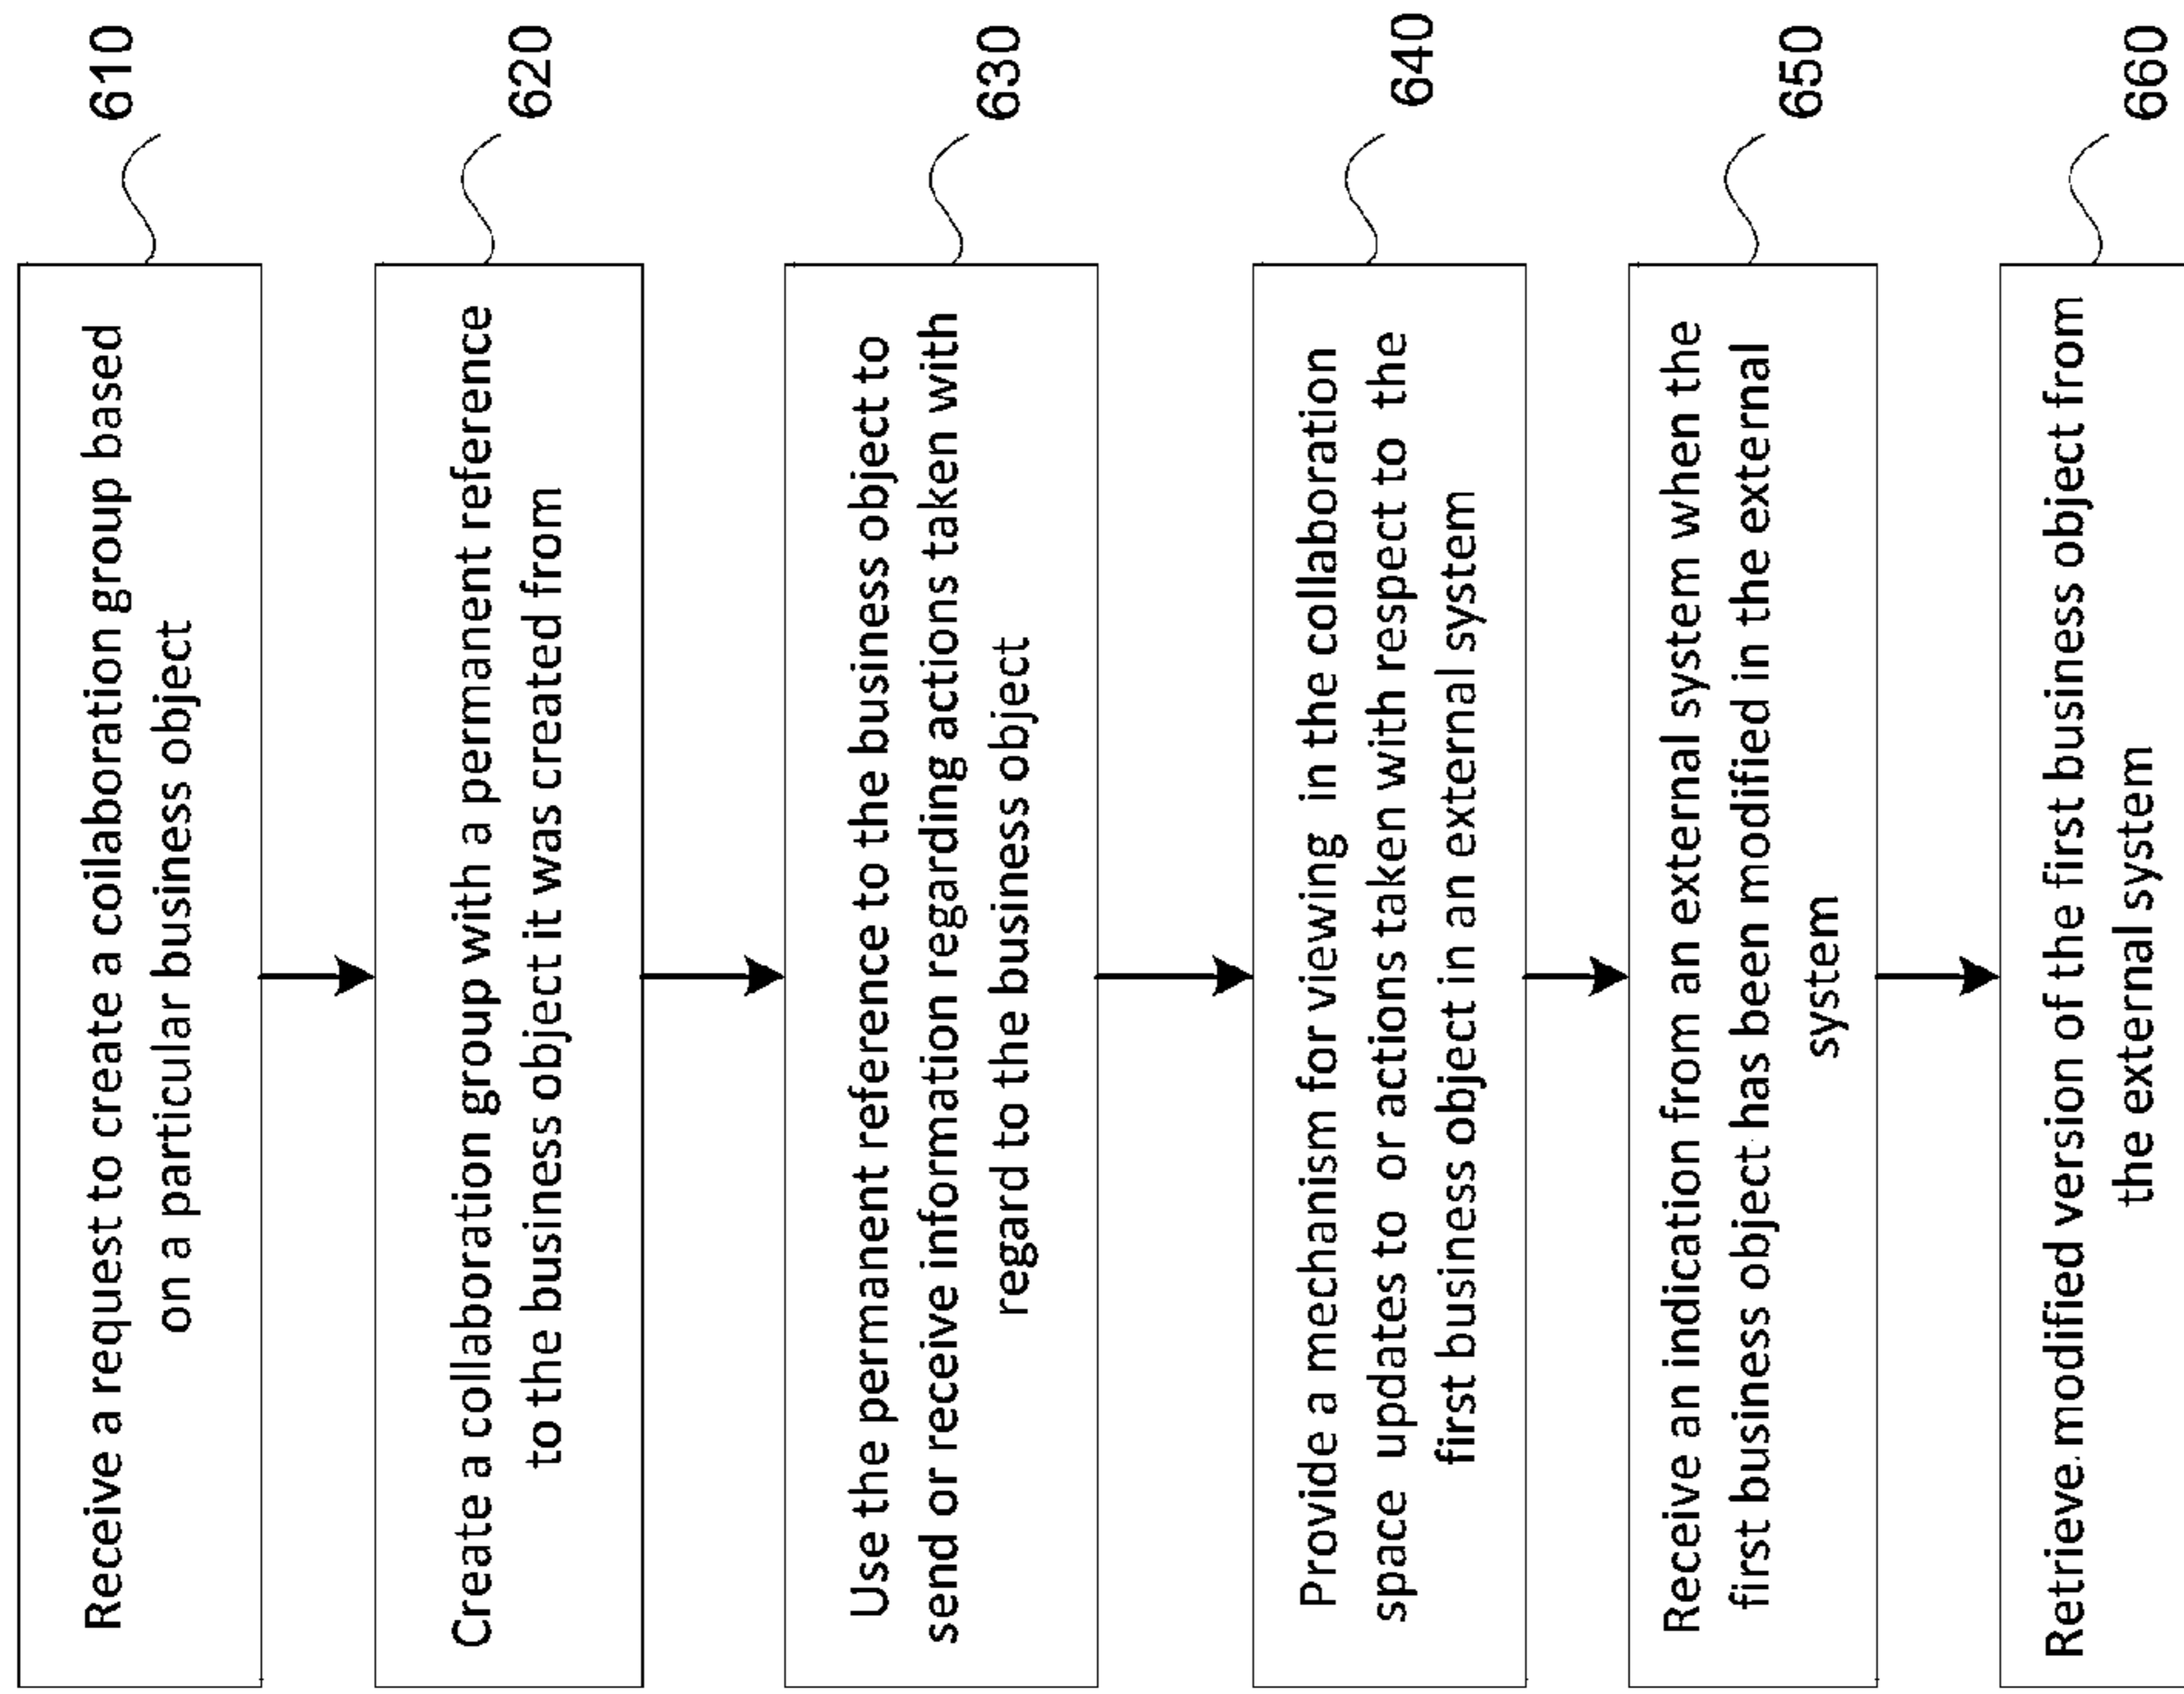 Receive a request to create a collaboration group based
on a particular business object
610
Create a collaboration group with a permanent reference
to the business object it was created from
620
Use the permanent reference to the business object to
send or receive information regarding actions taken with
regard to the business object
630
Provide a mechanism for viewing in the collaboration
space updates to or actions taken with respect to the
first business object in an external system
640
Receive an indication from an external system when the
first business object has been modified in the external
system
650
Retrieve modified version of the first business object from
the external system
660